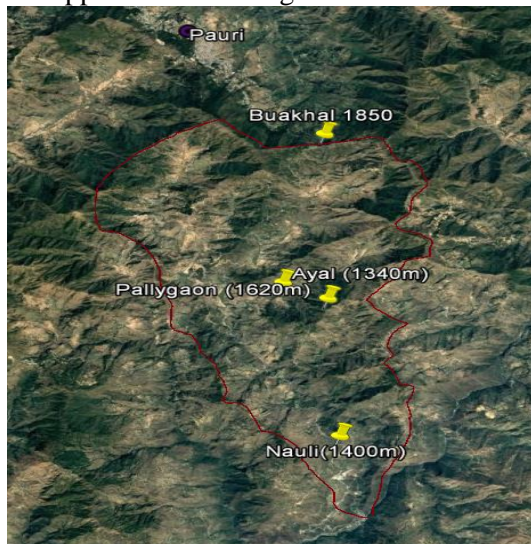 Pauri
Buakhal 1850
Ayal (1340m)
Pallygaon (1620m)
Nauli(1400m)